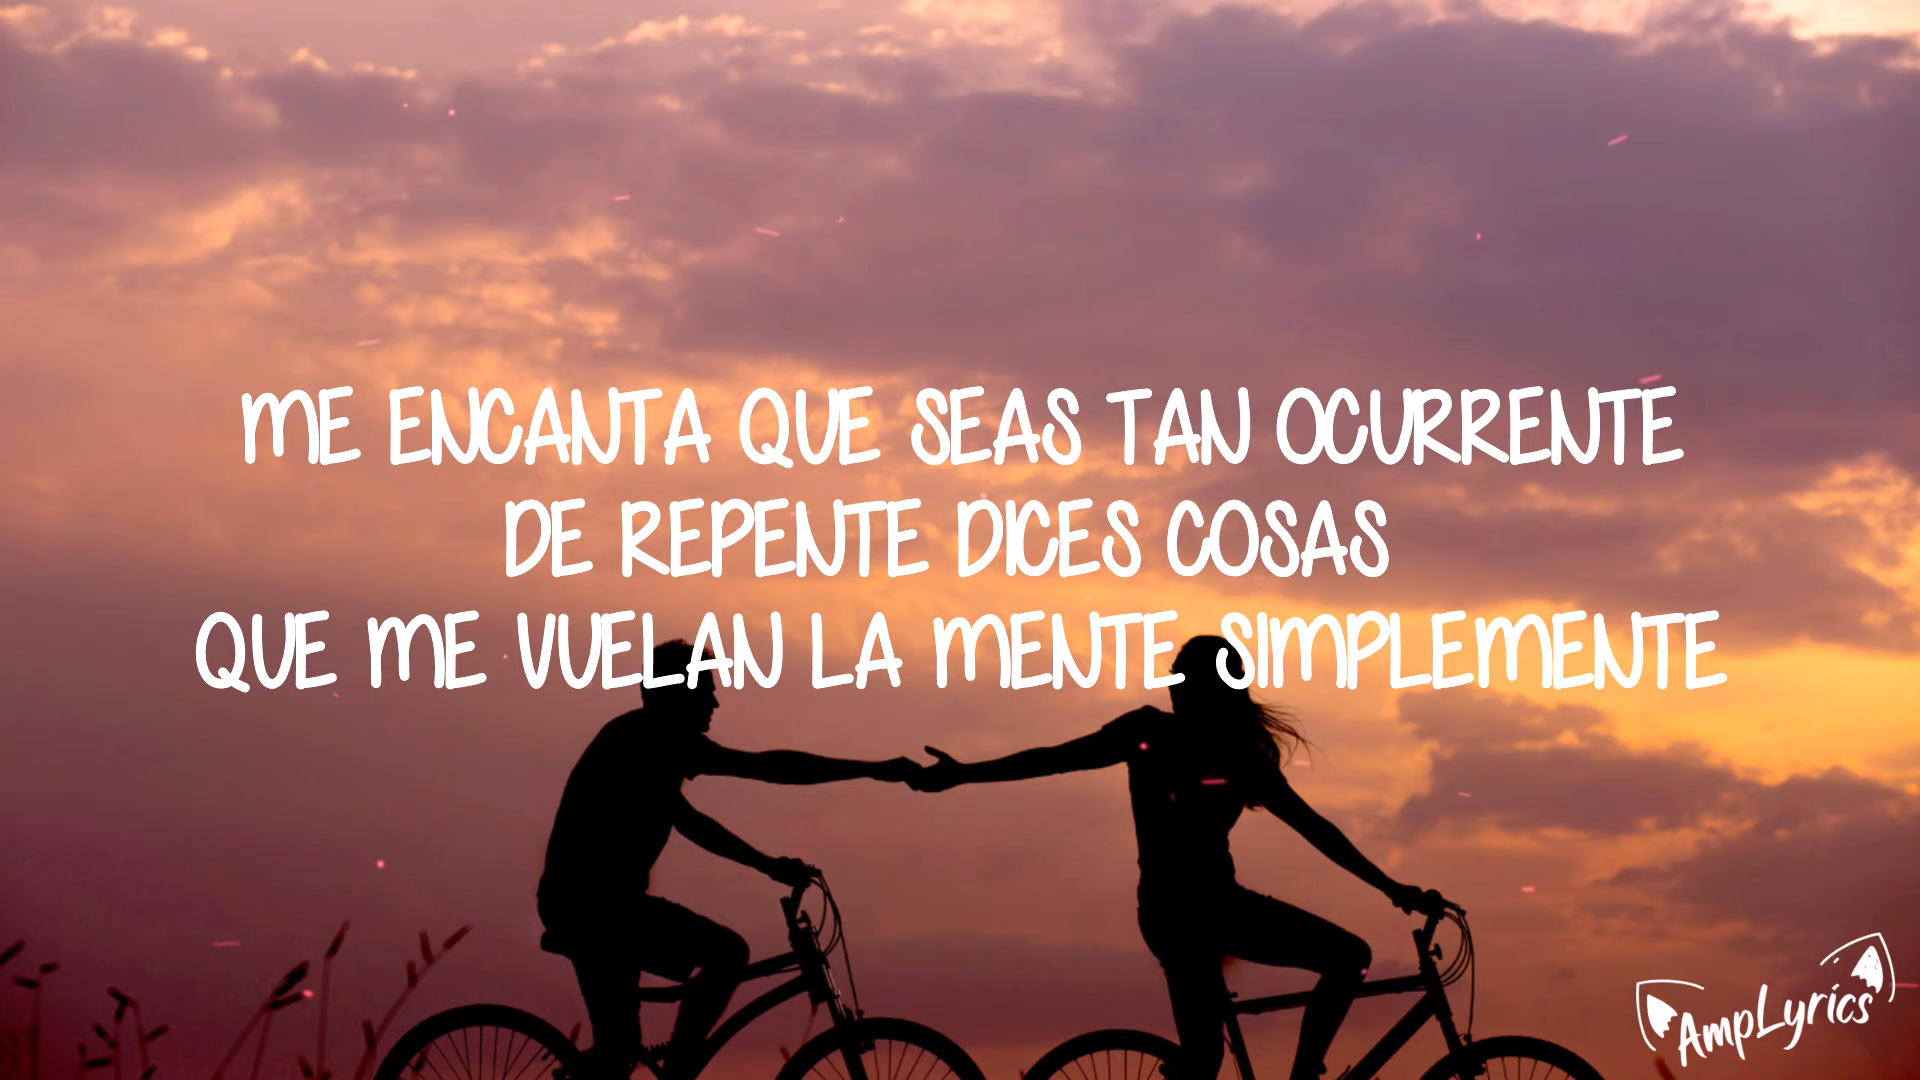 ME ENCANTA QUE SEAS TAN OCURRENTE
DE REPENTE DICES COSAS
QUE ME VUELAN LA MENTE SIMPLEMENTE
AmpLyrics